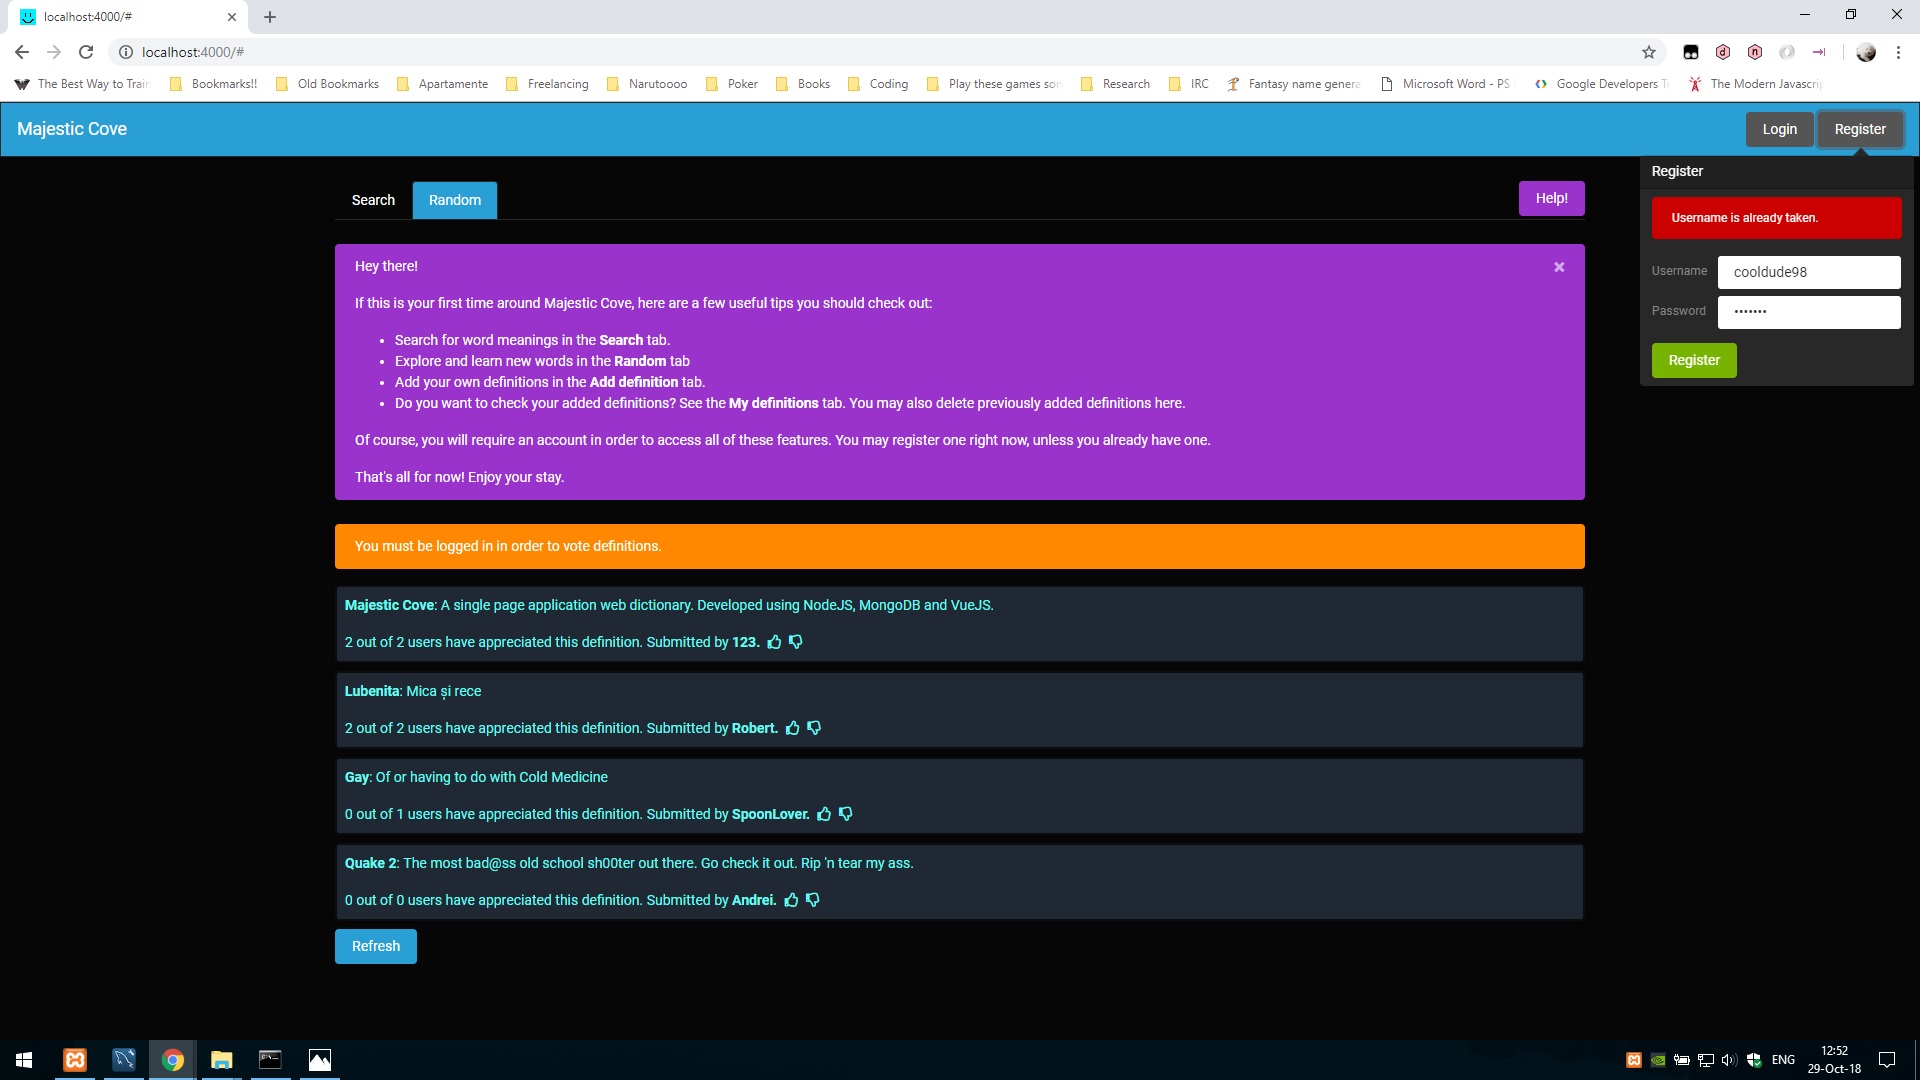 localhost:4000/#
localhost:4000/#
The Best Way to Train
Bookmarks!!
Old Bookmarks
Apartamente
Freelancing
Narutoooo
Poker
Books
Coding
Play these games som
Research
IRC
Fantasy name genera
Microsoft Word - PS
Google Developers T
The Modern Javascrip
Majestic Cove
Login
Register
Search
Random
Help!
Register
Username is already taken.
Username
cooldude98
Password
•••••••
Register
Hey there!
If this is your first time around Majestic Cove, here are a few useful tips you should check out:
• Search for word meanings in the Search tab.
• Explore and learn new words in the Random tab
• Add your own definitions in the Add definition tab.
• Do you want to check your added definitions? See the My definitions tab. You may also delete previously added definitions here.
Of course, you will require an account in order to access all of these features. You may register one right now, unless you already have one.
That's all for now! Enjoy your stay.
You must be logged in in order to vote definitions.
Majestic Cove: A single page application web dictionary. Developed using NodeJS, MongoDB and VueJS.
2 out of 2 users have appreciated this definition. Submitted by 123.
Lubenita: Mica și rece
2 out of 2 users have appreciated this definition. Submitted by Robert.
Gay: Of or having to do with Cold Medicine
0 out of 1 users have appreciated this definition. Submitted by SpoonLover.
Quake 2: The most bad@ss old school sh00ter out there. Go check it out. Rip 'n tear my ass.
0 out of 0 users have appreciated this definition. Submitted by Andrei.
Refresh
ENG
12:52
29-Oct-18